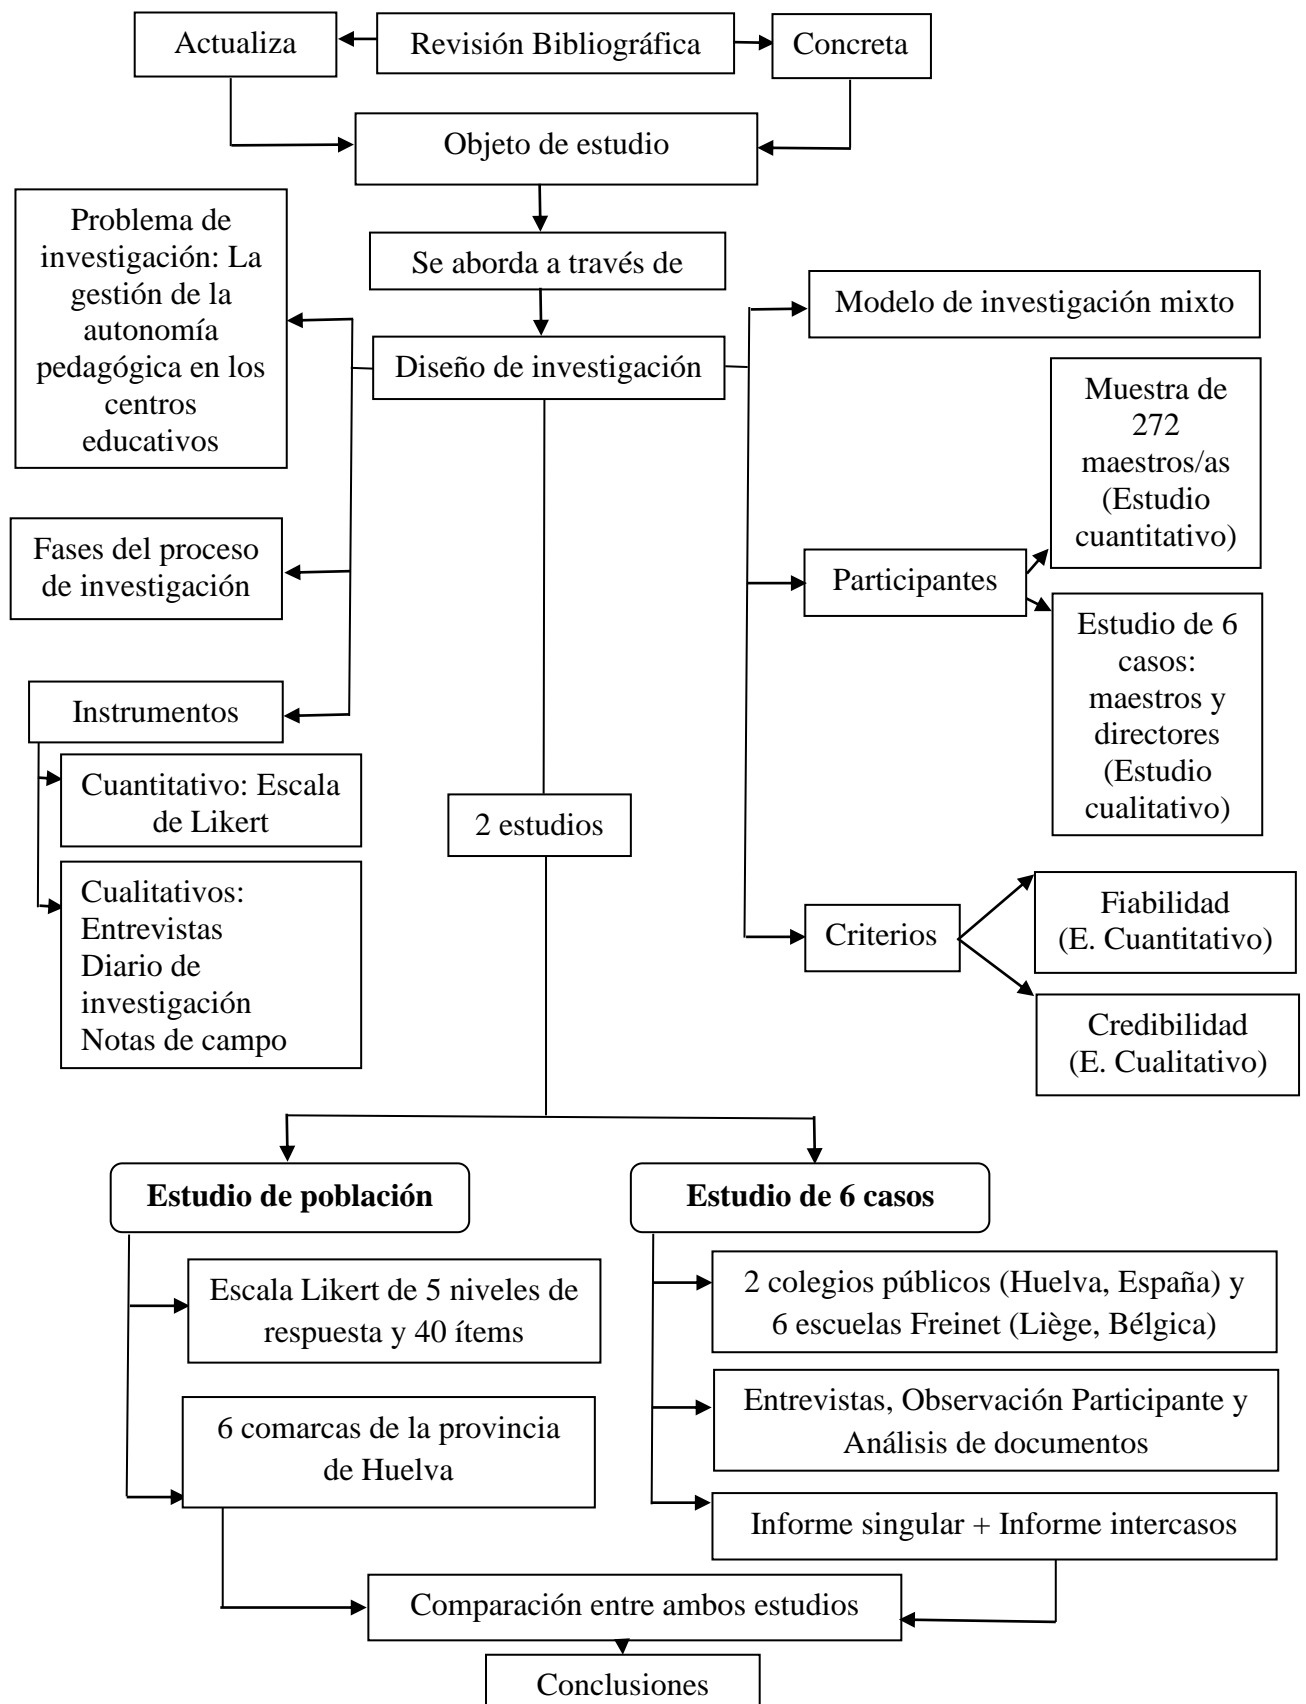 Actualiza
Revisión Bibliográfica
Concreta
Objeto de estudio
Problema de
investigación: La
gestión de la
autonomía
pedagógica en los
centros
educativos
Se aborda a través de
Diseño de investigación
Modelo de investigación mixto
Muestra de
272
maestros/as
(Estudio
cuantitativo)
Fases del proceso
de investigación
Participantes
Estudio de 6
casos:
maestros y
directores
(Estudio
cualitativo)
Instrumentos
Cuantitativo: Escala
de Likert
2 estudios
Cualitativos:
Entrevistas
Diario de
investigación
Notas de campo
Criterios
Fiabilidad
(E. Cuantitativo)
Credibilidad
(E. Cualitativo)
Estudio de población
Estudio de 6 casos
Escala Likert de 5 niveles de
respuesta y 40 ítems
2 colegios públicos (Huelva, España) y
6 escuelas Freinet (Liège, Bélgica)
6 comarcas de la provincia
de Huelva
Entrevistas, Observación Participante y
Análisis de documentos
Informe singular + Informe intercasos
Comparación entre ambos estudios
Conclusiones